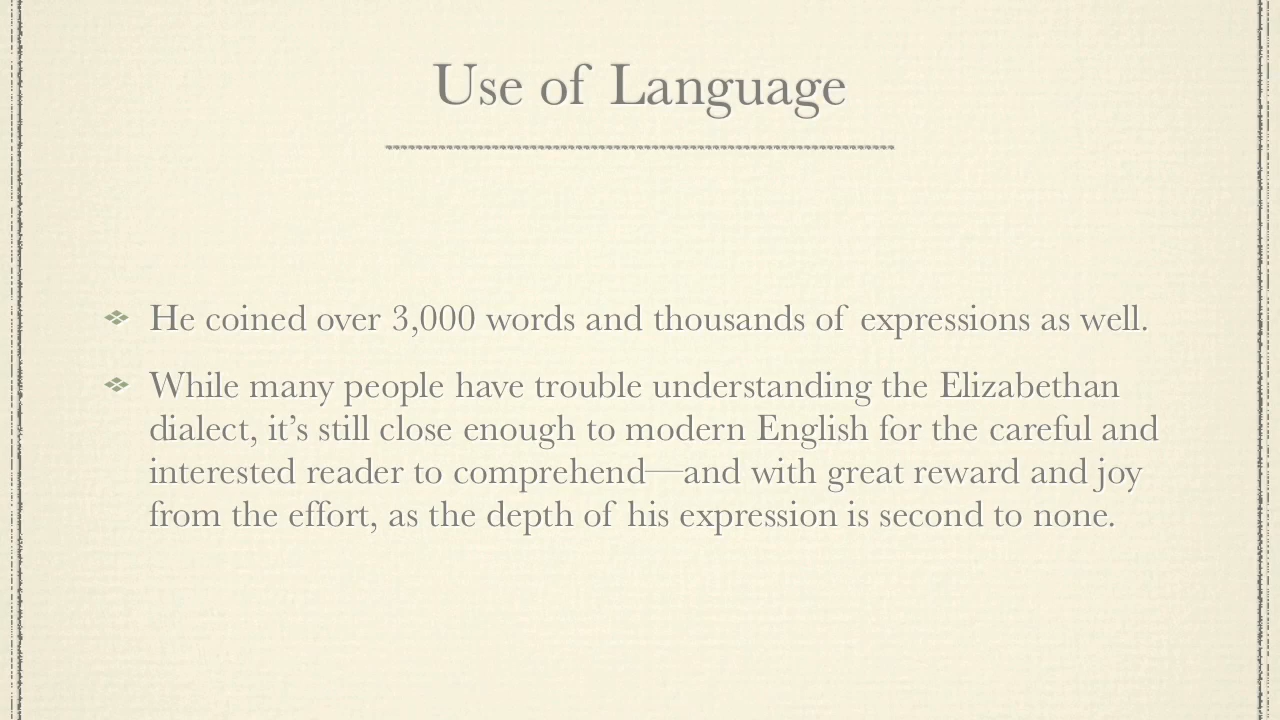 Use of Language
He coined over 3,000 words and thousands of expressions as well.
While many people have trouble understanding the Elizabethan
dialect, it’s still close enough to modern English for the careful and
interested reader to comprehend—and with great reward and joy
from the effort, as the depth of his expression is second to none.